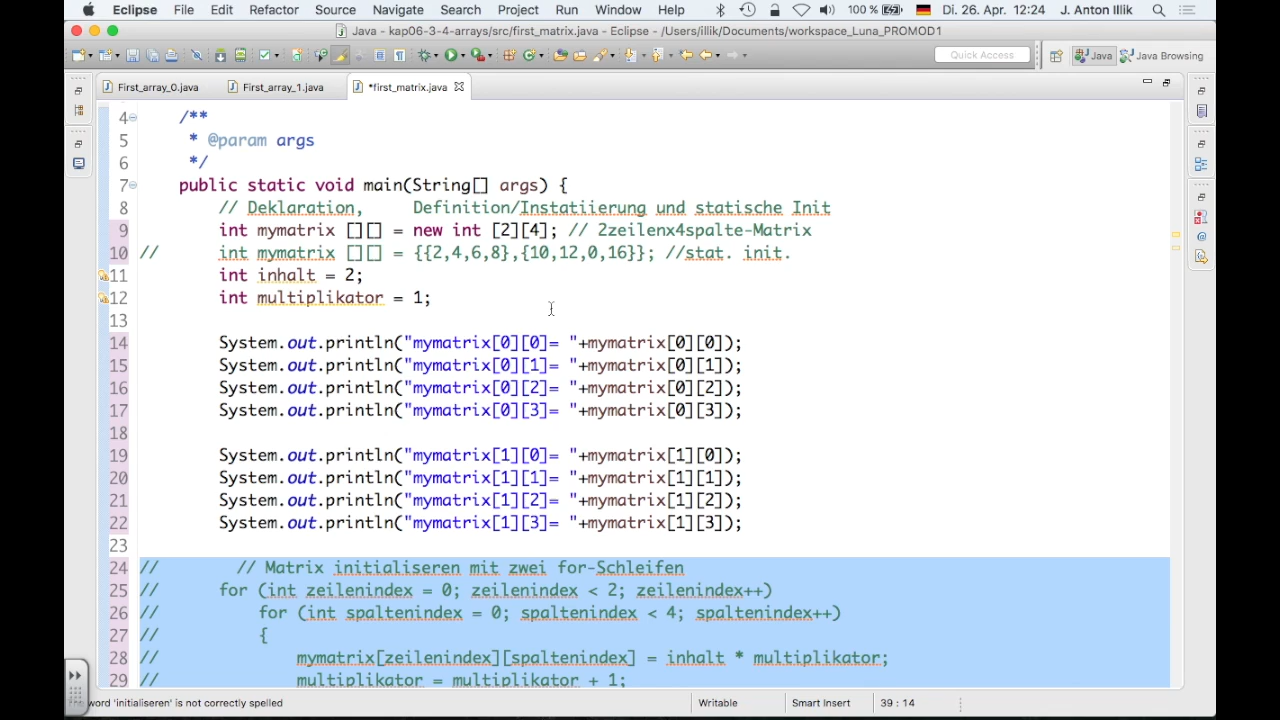 Eclipse File Edit Refactor Source Navigate Search Project Run Window Help 100 % Di. 26. Apr. 12:24 J. Anton Illik
Java - kap06-3-4-arrays/src/first_matrix.java - Eclipse - /Users/illik/Documents/workspace_Luna_PROMOD1
Quick Access Java Java Browsing
First_array_0.java First_array_1.java *first_matrix.java
4 /**
5 * @param args
6 */
7 public static void main(String[] args) {
8 // Deklaration, Definition/Instatiierung und statische Init
9 int mymatrix [][] = new int [2][4]; // 2zeilenx4spalte-Matrix
10 // int mymatrix [][] = {{2,4,6,8},{10,12,0,16}}; //stat. init.
11 int inhalt = 2;
12 int multiplikator = 1;
13
14 System.out.println("mymatrix[0][0]= "+mymatrix[0][0]);
15 System.out.println("mymatrix[0][1]= "+mymatrix[0][1]);
16 System.out.println("mymatrix[0][2]= "+mymatrix[0][2]);
17 System.out.println("mymatrix[0][3]= "+mymatrix[0][3]);
18
19 System.out.println("mymatrix[1][0]= "+mymatrix[1][0]);
20 System.out.println("mymatrix[1][1]= "+mymatrix[1][1]);
21 System.out.println("mymatrix[1][2]= "+mymatrix[1][2]);
22 System.out.println("mymatrix[1][3]= "+mymatrix[1][3]);
23
24 // // Matrix initialiseren mit zwei for-Schleifen
25 // for (int zeilenindex = 0; zeilenindex < 2; zeilenindex++)
26 // for (int spaltenindex = 0; spaltenindex < 4; spaltenindex++)
27 // {
28 // mymatrix[zeilenindex][spaltenindex] = inhalt * multiplikator;
29 // multiplikator = multiplikator + 1;
word 'initialiseren' is not correctly spelled Writable Smart Insert 39 : 14